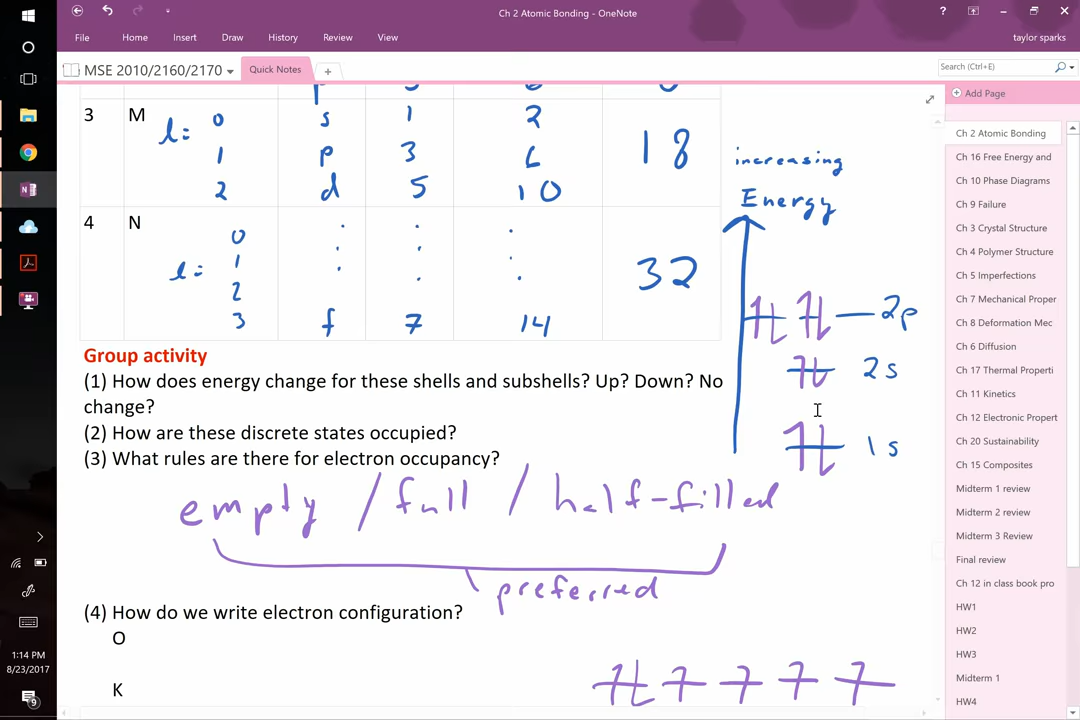 Ch 2 Atomic Bonding - OneNote
?
File Home Insert Draw History Review View
taylor sparks
MSE 2010/2160/2170
Quick Notes
+
Search (Ctrl+E)
Add Page
3 M l= 0 s 1 2 18
1 p 3 6
2 d 5 10
4 N l= 0 32
1
2
3 f 7 14
increasing
Energy
2p
2s
1s
Group activity
(1) How does energy change for these shells and subshells? Up? Down? No
change?
(2) How are these discrete states occupied?
(3) What rules are there for electron occupancy?
empty / full / half-filled
preferred
(4) How do we write electron configuration?
O
K
Ch 2 Atomic Bonding
Ch 16 Free Energy and
Ch 10 Phase Diagrams
Ch 9 Failure
Ch 3 Crystal Structure
Ch 4 Polymer Structure
Ch 5 Imperfections
Ch 7 Mechanical Proper
Ch 8 Deformation Mec
Ch 6 Diffusion
Ch 17 Thermal Properti
Ch 11 Kinetics
Ch 12 Electronic Propert
Ch 20 Sustainability
Ch 15 Composites
Midterm 1 review
Midterm 2 review
Midterm 3 Review
Final review
Ch 12 in class book pro
HW1
HW2
HW3
Midterm 1
HW4
1:14 PM
8/23/2017
9